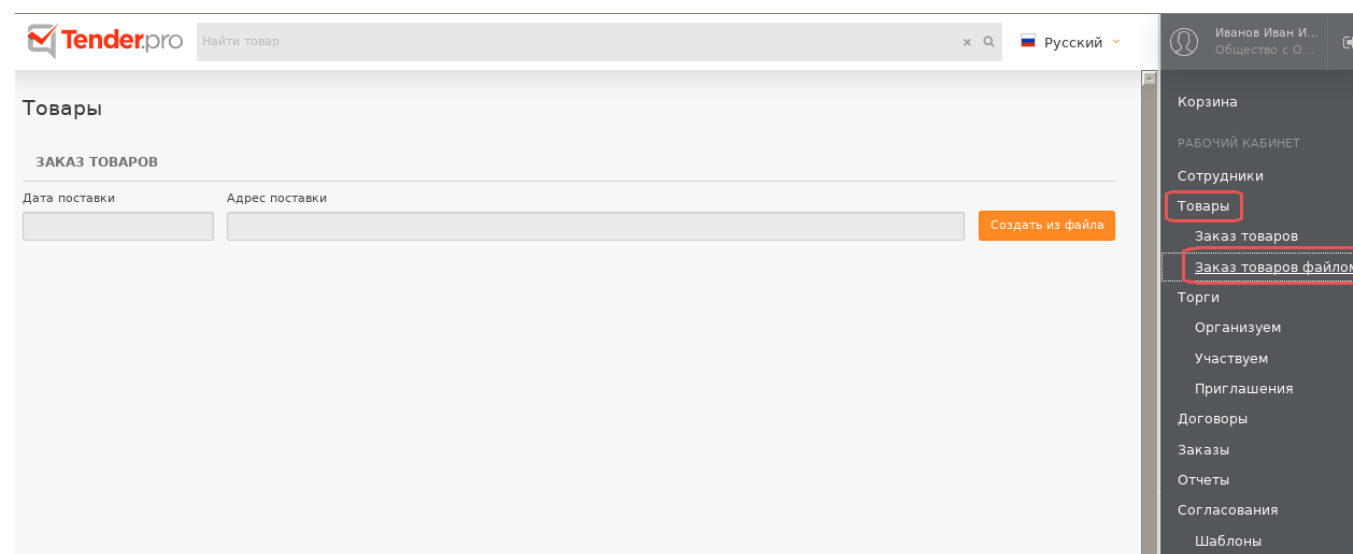 Tender.pro
Найти товар
Русский
Иванов Иван И...
Общество с О...
Товары
ЗАКАЗ ТОВАРОВ
Дата поставки
Адрес поставки
Создать из файла
Корзина
РАБОЧИЙ КАБИНЕТ
Сотрудники
Товары
Заказ товаров
Заказ товаров файлом
Торги
Организуем
Участвуем
Приглашения
Договоры
Заказы
Отчеты
Согласования
Шаблоны